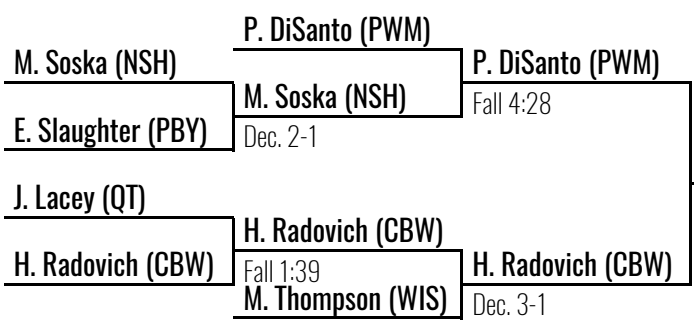 P. DiSanto (PWM)
M. Soska (NSH)
P. DiSanto (PWM)
M. Soska (NSH)
Fall 4:28
E. Slaughter (PBY)
Dec. 2-1
J. Lacey (QT)
H. Radovich (CBW)
H. Radovich (CBW)
H. Radovich (CBW)
Fall 1:39
M. Thompson (WIS)
Dec. 3-1